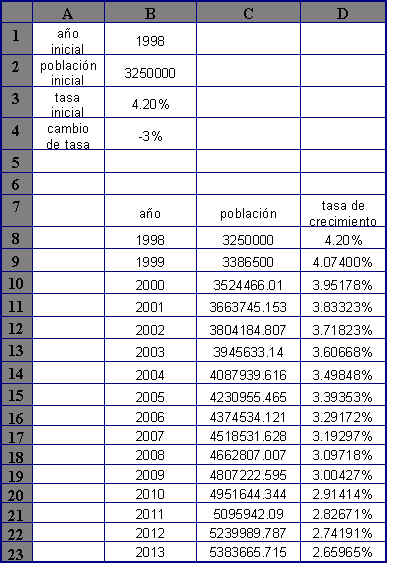 A B C D
1 año inicial 1998
2 población inicial 3250000
3 tasa inicial 4.20%
4 cambio de tasa -3%
5
6
7 año población tasa de crecimiento
8 1998 3250000 4.20%
9 1999 3386500 4.07400%
10 2000 3524466.01 3.95178%
11 2001 3663745.153 3.83323%
12 2002 3804184.807 3.71823%
13 2003 3945633.14 3.60668%
14 2004 4087939.616 3.49848%
15 2005 4230955.465 3.39353%
16 2006 4374534.121 3.29172%
17 2007 4518531.628 3.19297%
18 2008 4662807.007 3.09718%
19 2009 4807222.595 3.00427%
20 2010 4951644.344 2.91414%
21 2011 5095942.09 2.82671%
22 2012 5239989.787 2.74191%
23 2013 5383665.715 2.65965%